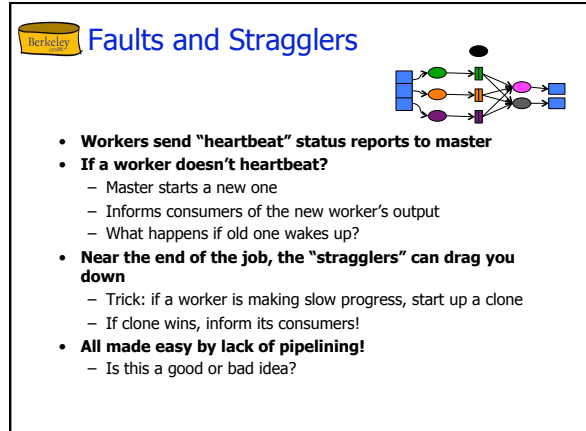 Berkeley
Faults and Stragglers
• Workers send “heartbeat” status reports to master
• If a worker doesn’t heartbeat?
– Master starts a new one
– Informs consumers of the new worker’s output
– What happens if old one wakes up?
• Near the end of the job, the “stragglers” can drag you
down
– Trick: if a worker is making slow progress, start up a clone
– If clone wins, inform its consumers!
• All made easy by lack of pipelining!
– Is this a good or bad idea?